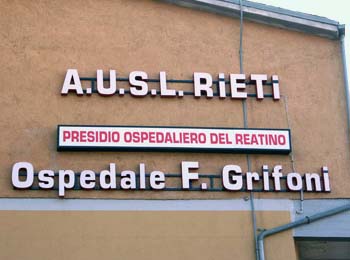 A.U.S.L. RiETi
PRESIDIO OSPEDALIERO DEL REATINO
Ospedale F. Grifoni